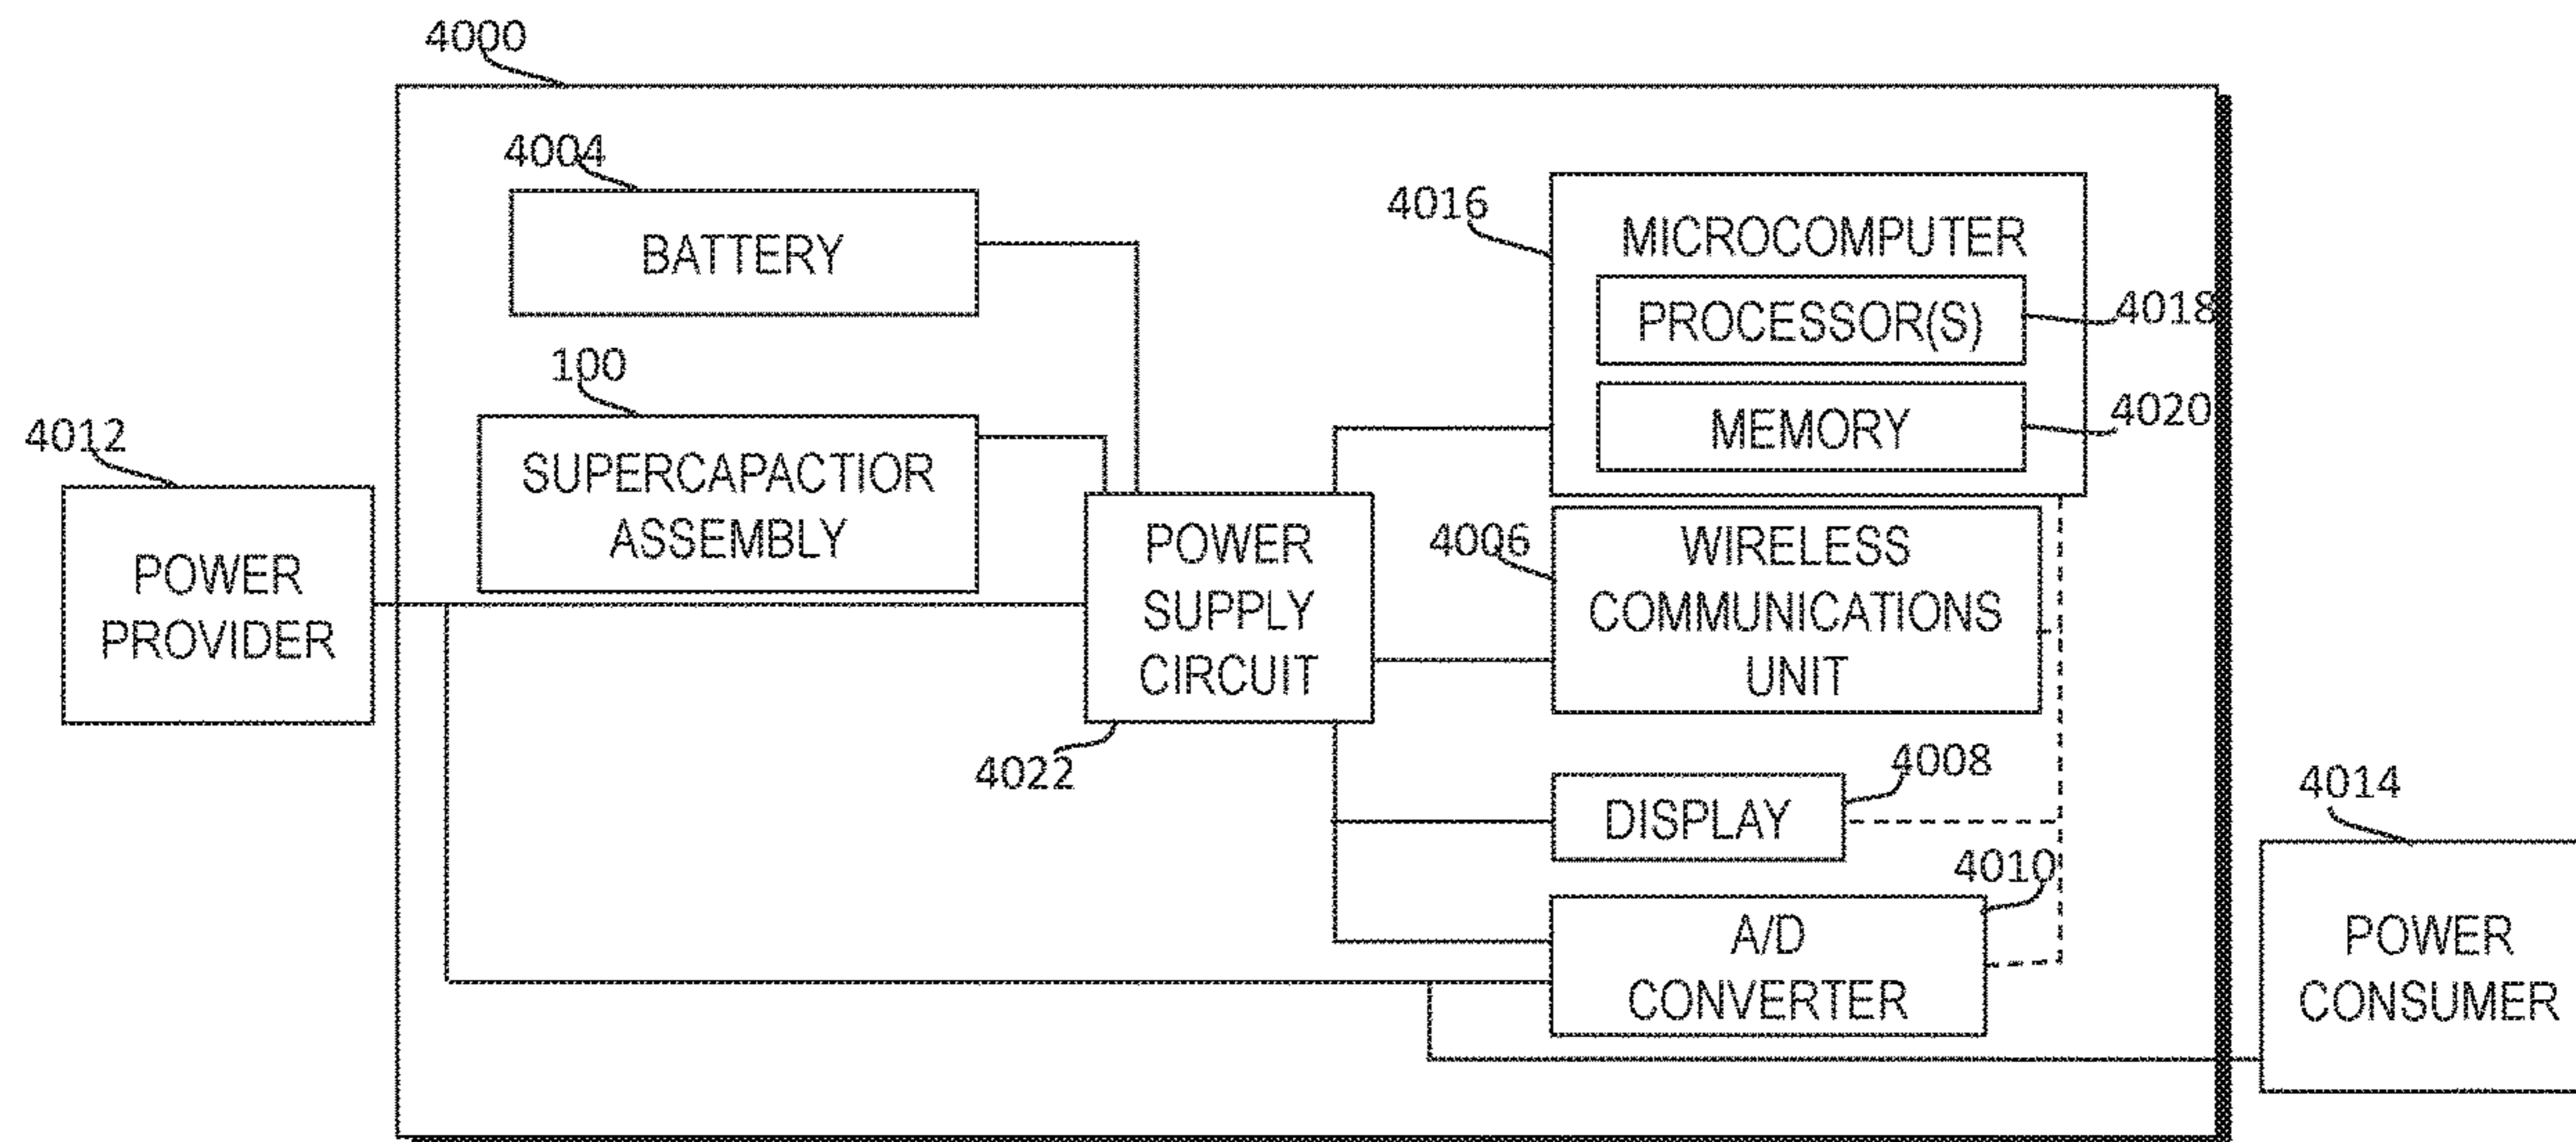 4000
4004
BATTERY
100
SUPERCAPACTIOR
ASSEMBLY
4012
POWER
PROVIDER
POWER
SUPPLY
CIRCUIT
4022
4016
MICROCOMPUTER
PROCESSOR(S)
4018
MEMORY
4020
4006
WIRELESS
COMMUNICATIONS
UNIT
4008
DISPLAY
4010
A/D
CONVERTER
4014
POWER
CONSUMER